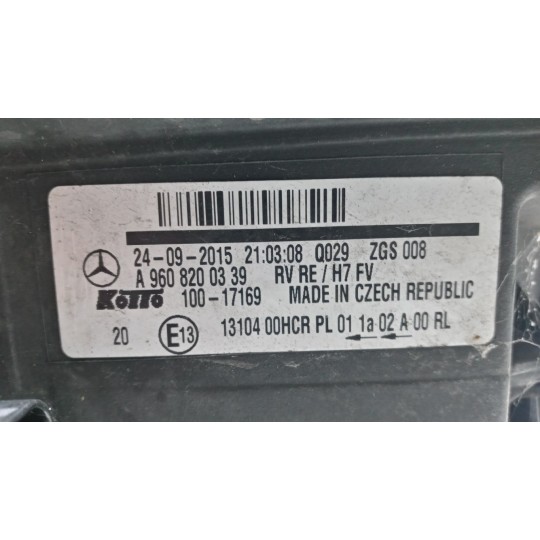 24-09-2015 21:03:08 Q029 ZGS 008
A 960 820 03 39 RV RE / H7 FV
KOITO 100-17169 MADE IN CZECH REPUBLIC
20 E13 13104 00HCR PL 01 1a 02 A 00 RL